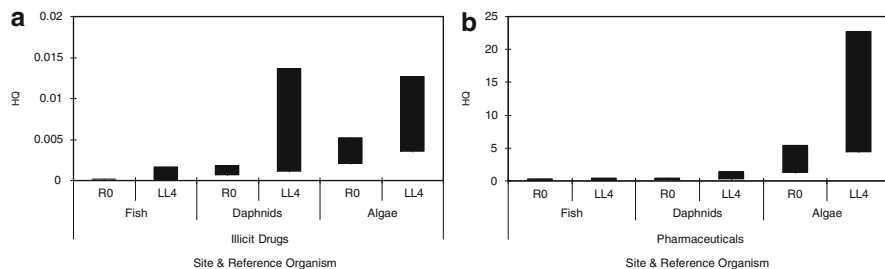 a
0.02
0.015
0.01
0.005
0
HQ
R0 LL4 R0 LL4 R0 LL4
Fish Daphnids Algae
Illicit Drugs
Site & Reference Organism
b
25
20
15
10
5
0
HQ
R0 LL4 R0 LL4 R0 LL4
Fish Daphnids Algae
Pharmaceuticals
Site & Reference Organism